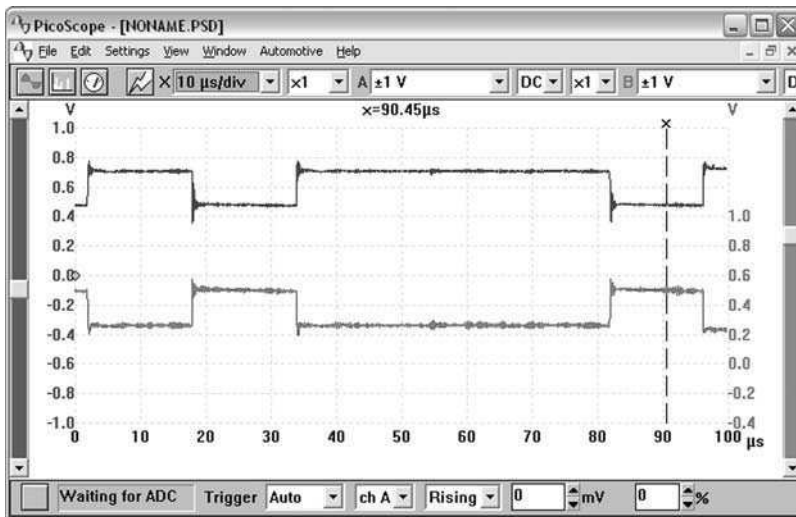 PicoScope - [NONAME.PSD]
File Edit Settings View Window Automotive Help
X 10 µs/div x1 A ±1 V DC x1 B ±1 V D
V x=90.45µs V
1.0
0.8
0.6
0.4 1.0
0.2 0.8
0.0 0.6
-0.2 0.4
-0.4 0.2
-0.6 0.0
-0.8 -0.2
-1.0 -0.4
0 10 20 30 40 50 60 70 80 90 100 µs
Waiting for ADC Trigger Auto ch A Rising 0 mV 0 %